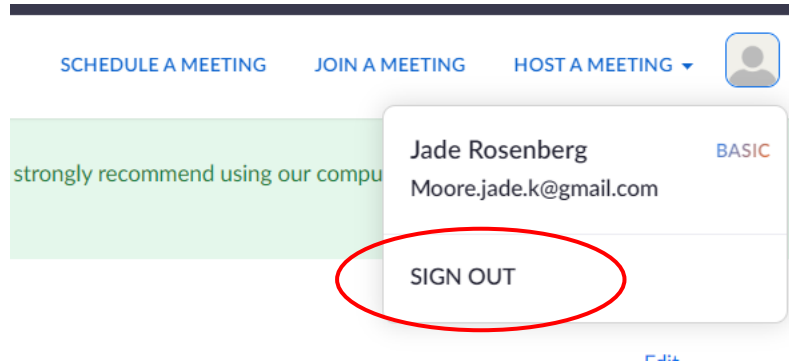 SCHEDULE A MEETING JOIN A MEETING HOST A MEETING
strongly recommend using our compu
Jade Rosenberg BASIC
Moore.jade.k@gmail.com
SIGN OUT
Edit